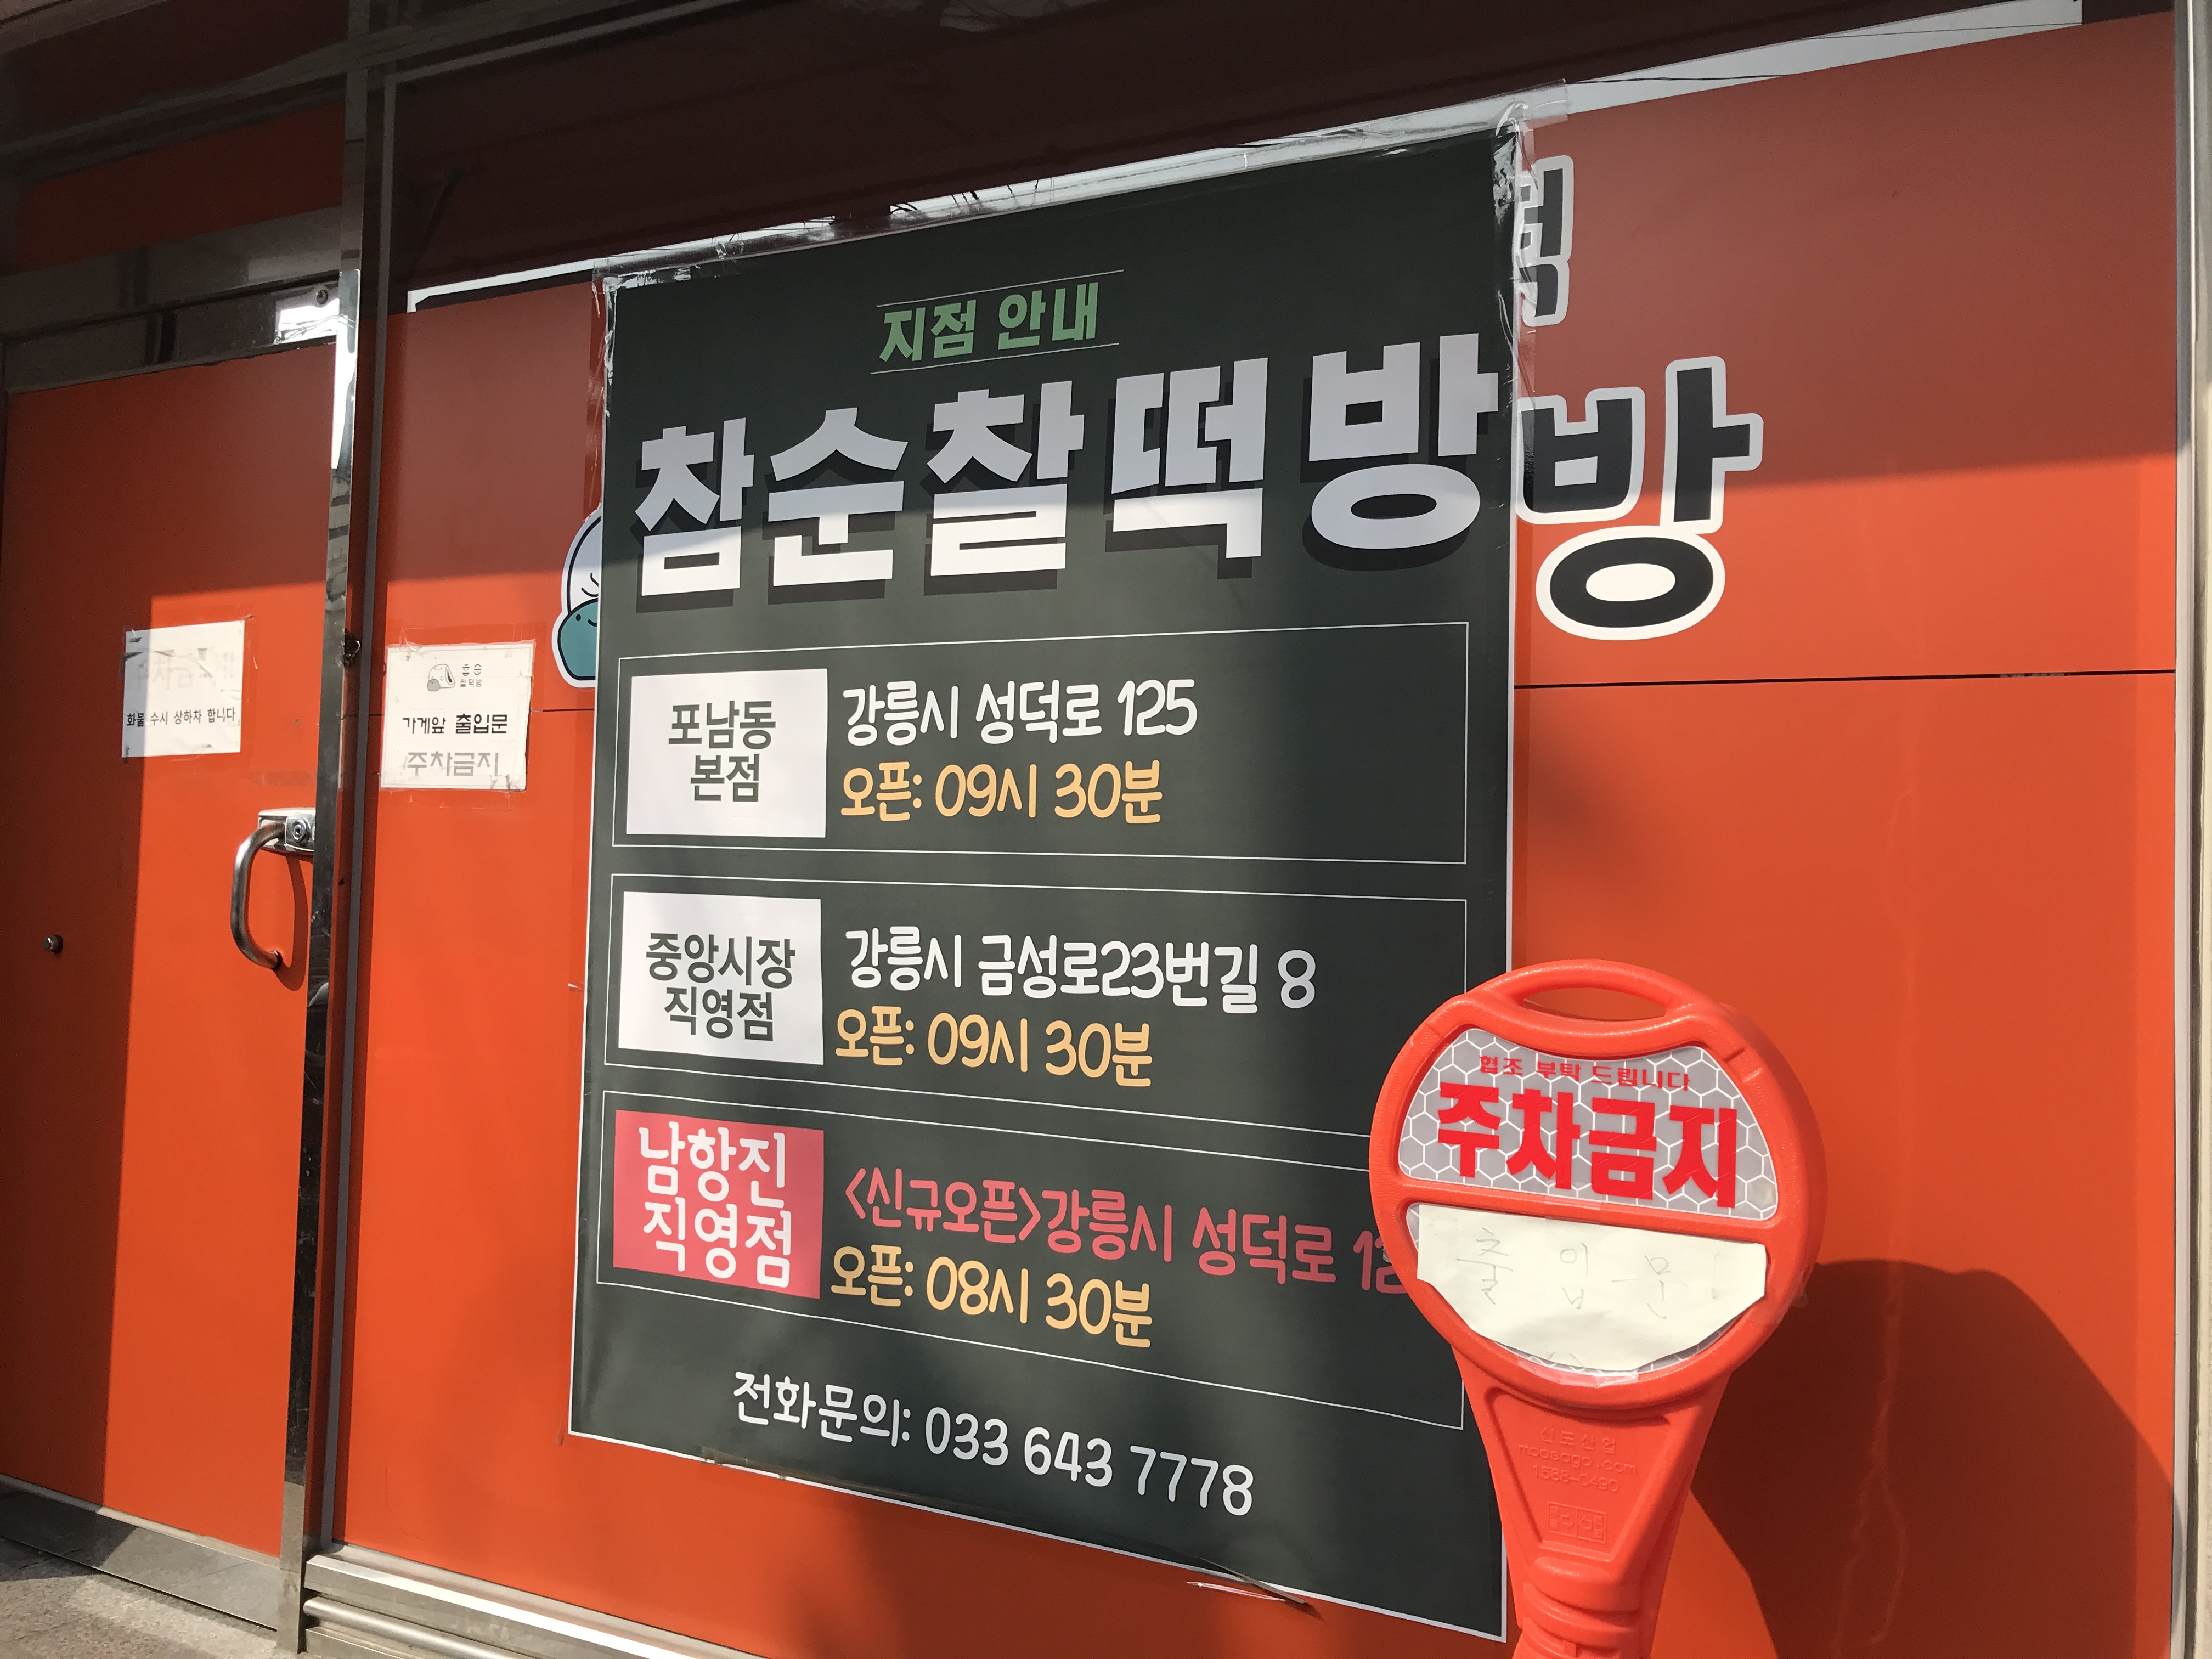 지점 안내
참순찰떡방
방
포남동
본점
강릉시 성덕로 125
오픈: 09시 30분
중앙시장
직영점
강릉시 금성로23번길 8
오픈: 09시 30분
남항진
직영점
<신규오픈>강릉시 성덕로
오픈: 08시 30분
전화문의: 033 643 7778
화물 수시 상하차 합니다
가게앞 출입문
주차금지
협조 부탁 드립니다
주차금지
출 입 문
신도산업
1588-0490